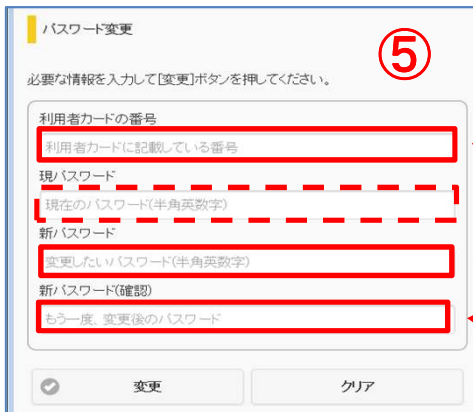 パスワード変更
⑤
必要な情報を入力して[変更]ボタンを押してください。
利用者カードの番号
利用者カードに記載している番号
現パスワード
現在のパスワード(半角英数字)
新パスワード
変更したいパスワード(半角英数字)
新パスワード(確認)
もう一度、変更後のパスワード
変更 クリア